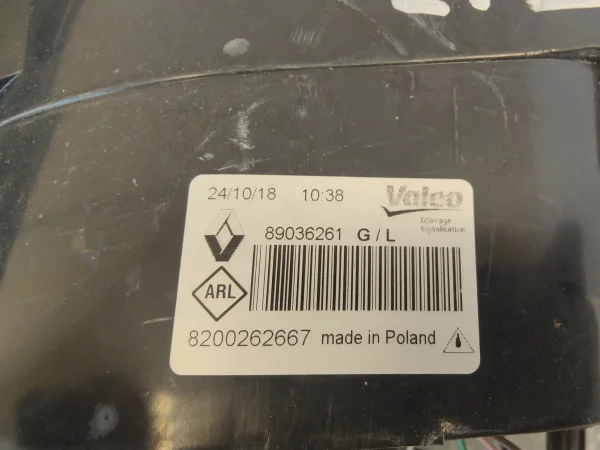 24/10/18 10:38 Valeo
Eclairage
Signalisation
89036261 G / L
ARL
8200262667 made in Poland